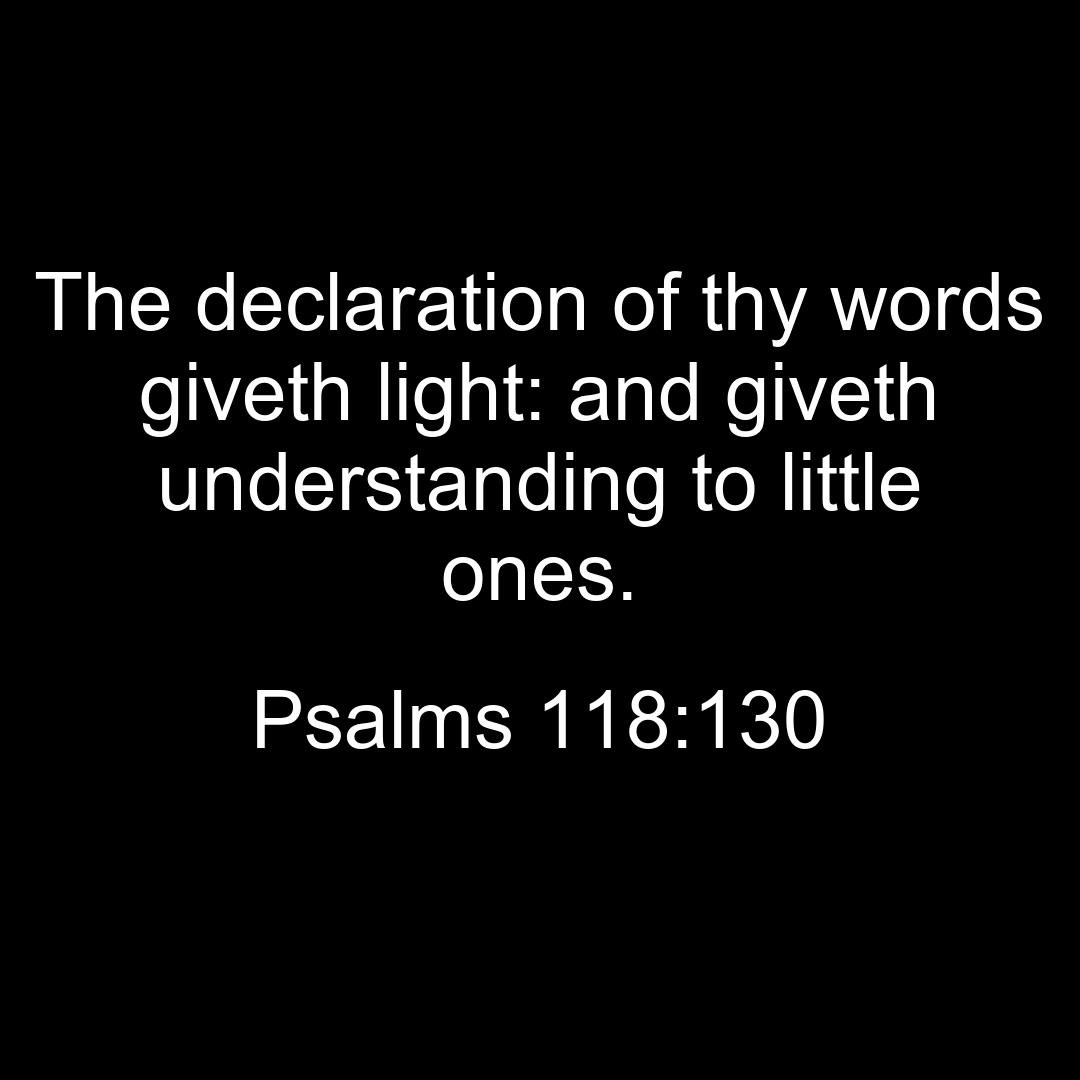 The declaration of thy words
giveth light: and giveth
understanding to little
ones.
Psalms 118:130